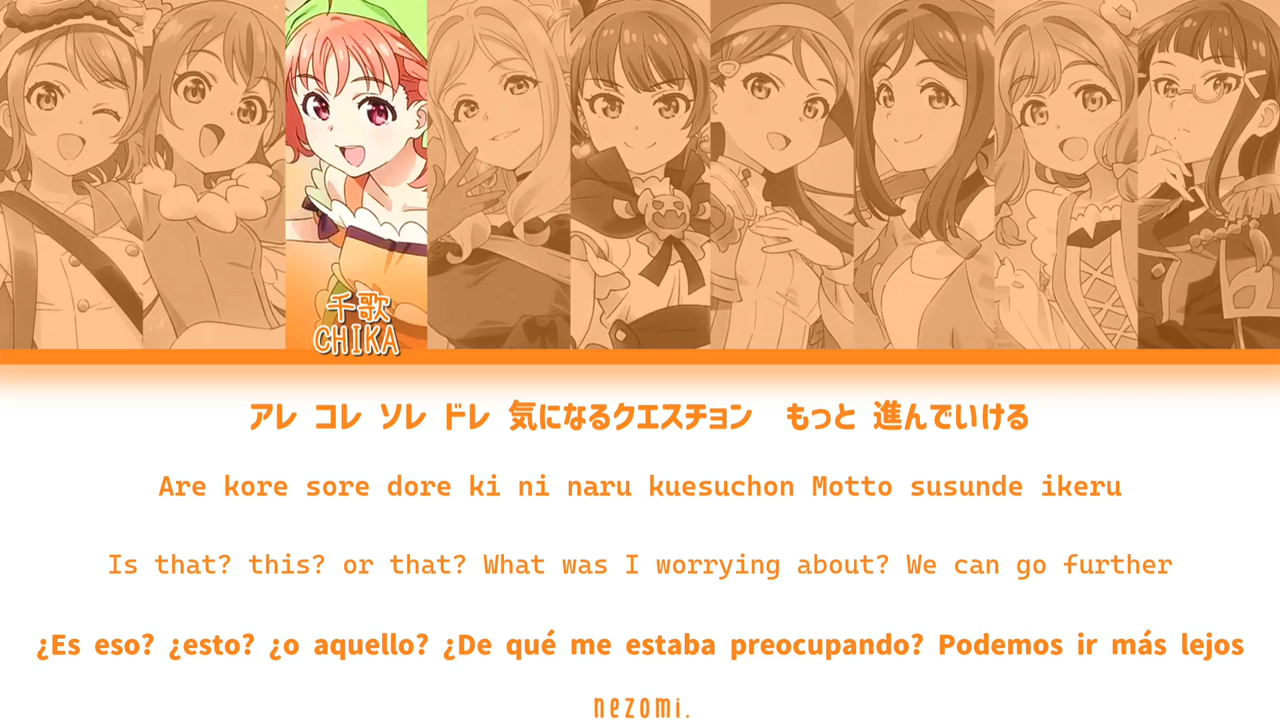 千歌
CHIKA
アレ コレ ソレ ドレ 気になるクエスチョン　もっと 進んでいける
Are kore sore dore ki ni naru kuesuchon Motto susunde ikeru
Is that? this? or that? What was I worrying about? We can go further
¿Es eso? ¿esto? ¿o aquello? ¿De qué me estaba preocupando? Podemos ir más lejos
nezomi.